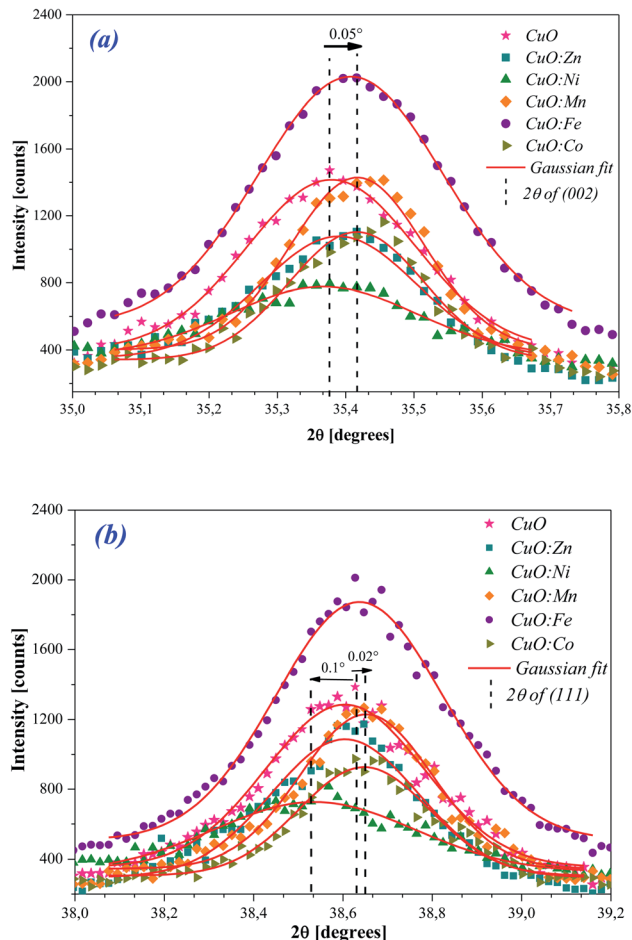 (a)
0.05°
CuO
CuO:Zn
CuO:Ni
CuO:Mn
CuO:Fe
CuO:Co
Gaussian fit
2θ of (002)
2400
2000
1600
1200
800
400
Intensity [counts]
35,0 35,1 35,2 35,3 35,4 35,5 35,6 35,7 35,8
2θ [degrees]
(b)
0.02°
0.1°
CuO
CuO:Zn
CuO:Ni
CuO:Mn
CuO:Fe
CuO:Co
Gaussian fit
2θ of (111)
2400
2000
1600
1200
800
400
Intensity [counts]
38,0 38,2 38,4 38,6 38,8 39,0 39,2
2θ [degrees]